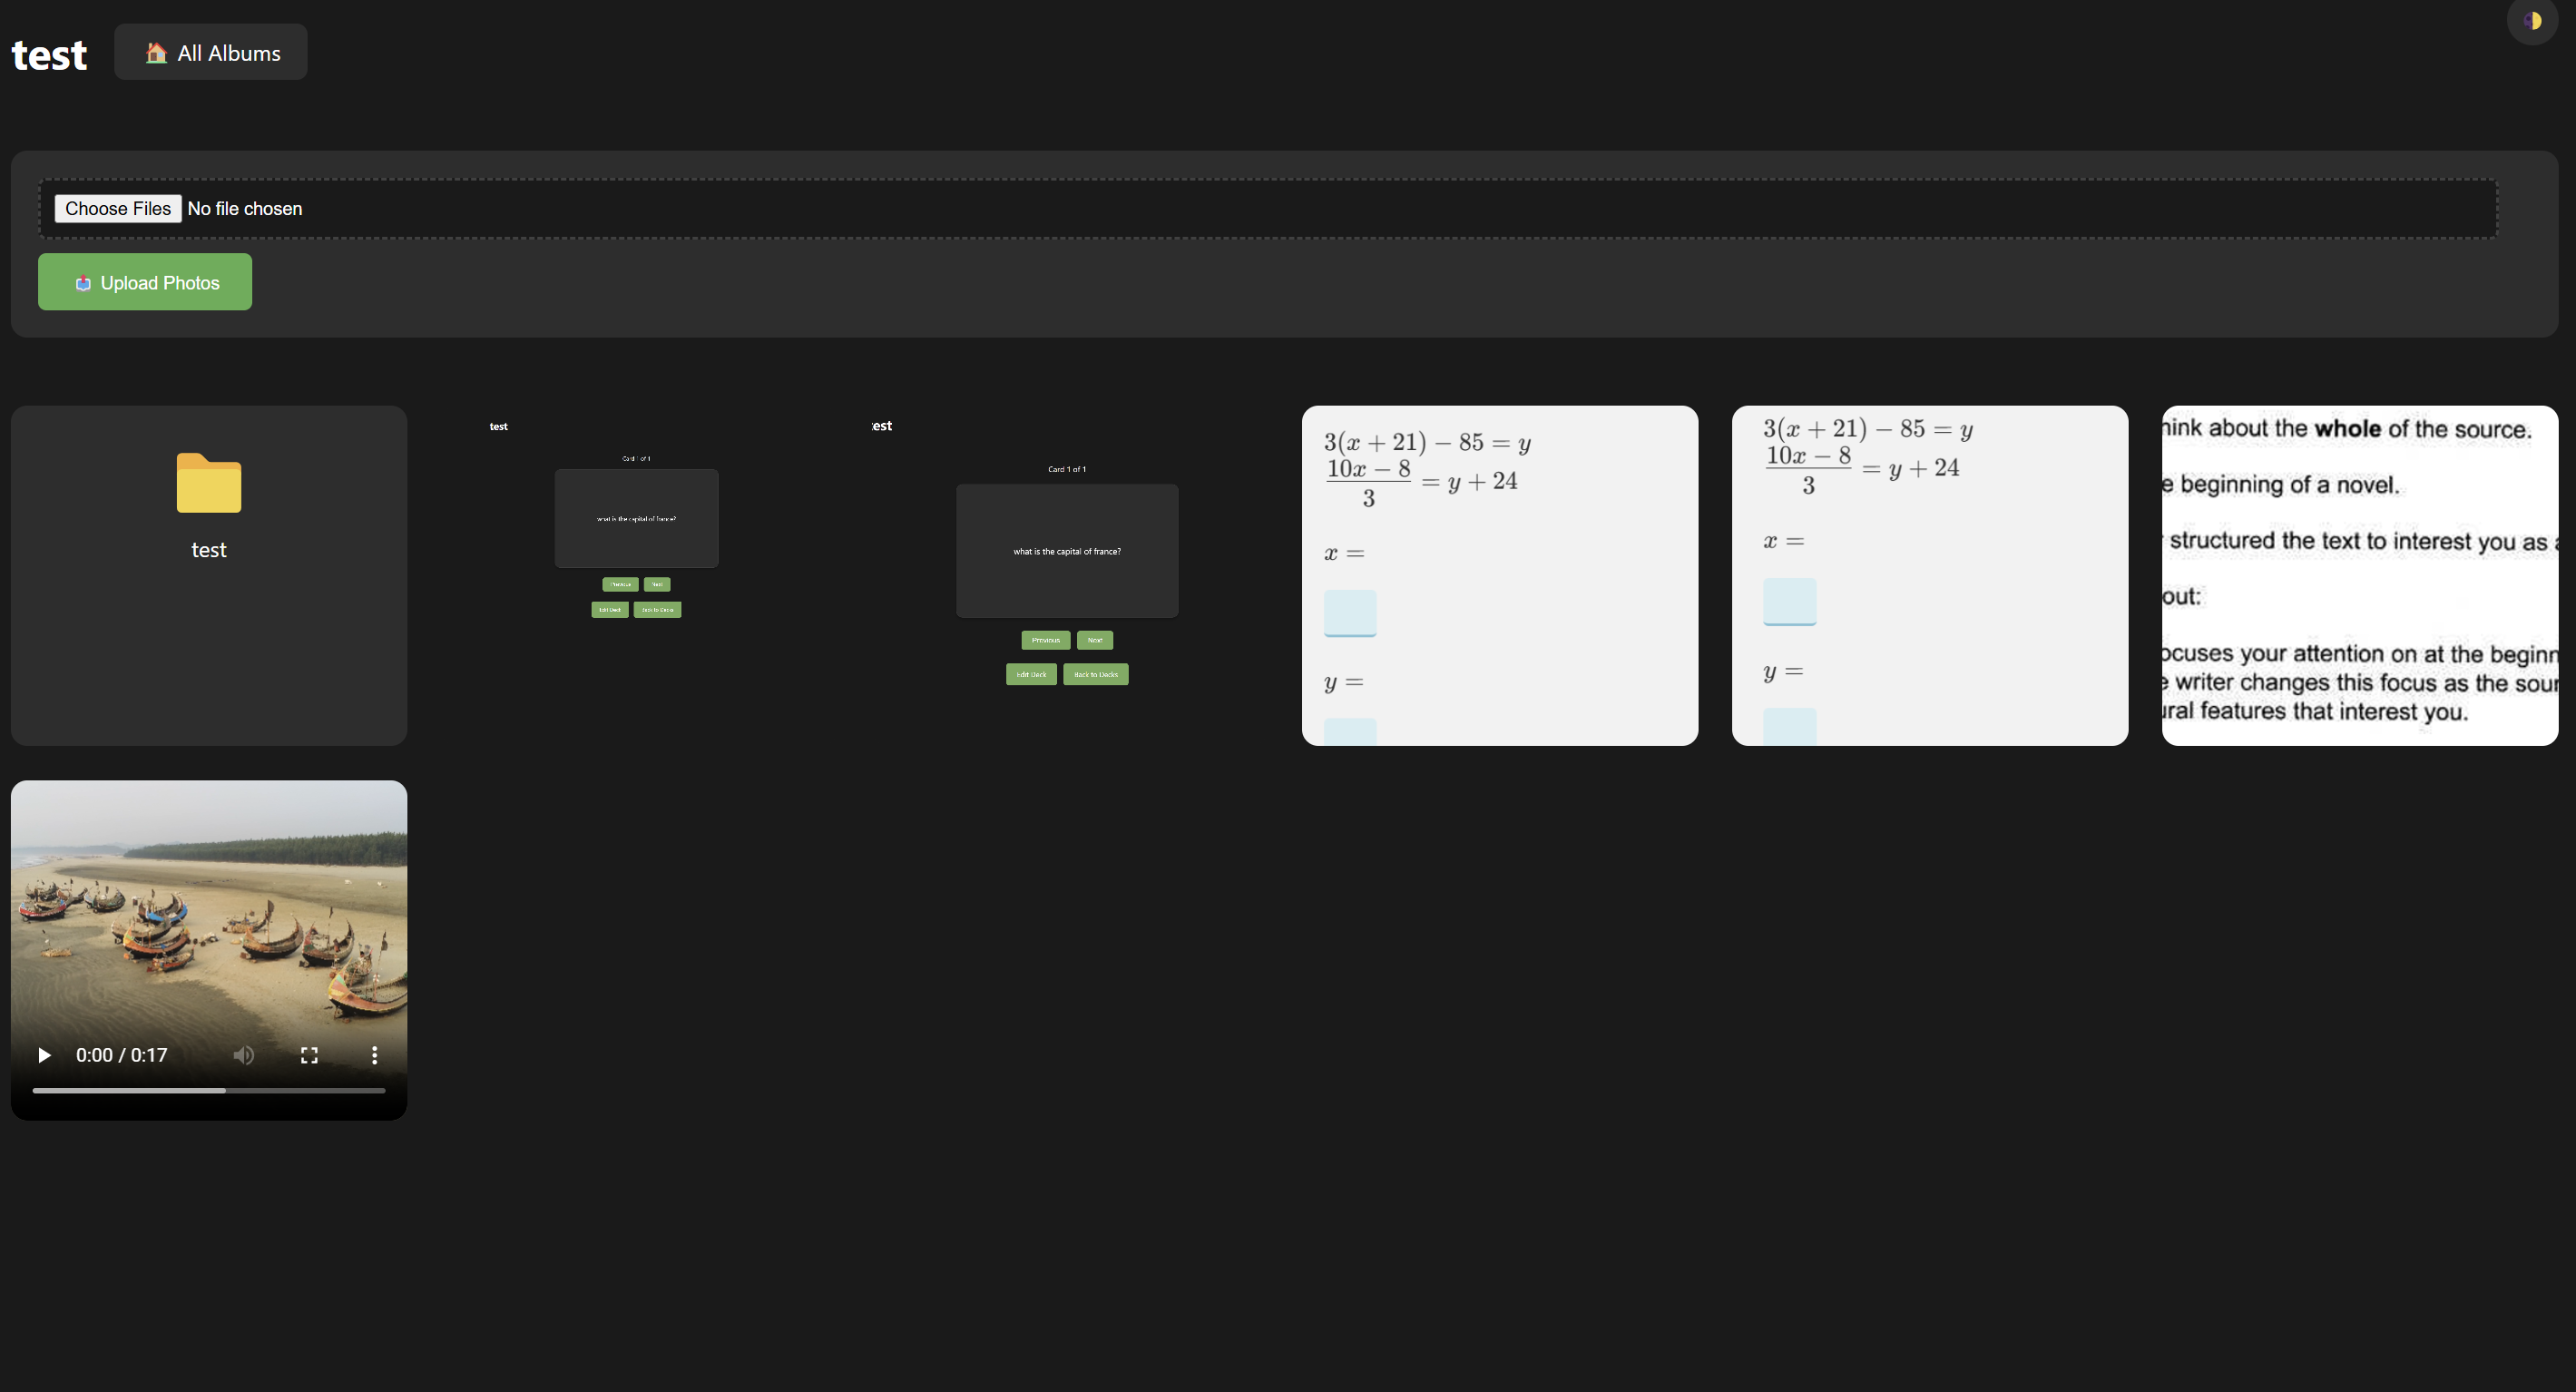 test
🏠 All Albums
Choose Files No file chosen
📤 Upload Photos
test
test
Card 1 of 1
what is the capital of france?
Previous Next
Edit Deck Back to Decks
test
Card 1 of 1
what is the capital of france?
Previous Next
Edit Deck Back to Decks
3(x + 21) − 85 = y
(10x − 8)/3 = y + 24
x =
y =
3(x + 21) − 85 = y
(10x − 8)/3 = y + 24
x =
y =
hink about the whole of the source.
e beginning of a novel.
structured the text to interest you as
out:
ocuses your attention on at the beginn
e writer changes this focus as the sour
ural features that interest you.
0:00 / 0:17